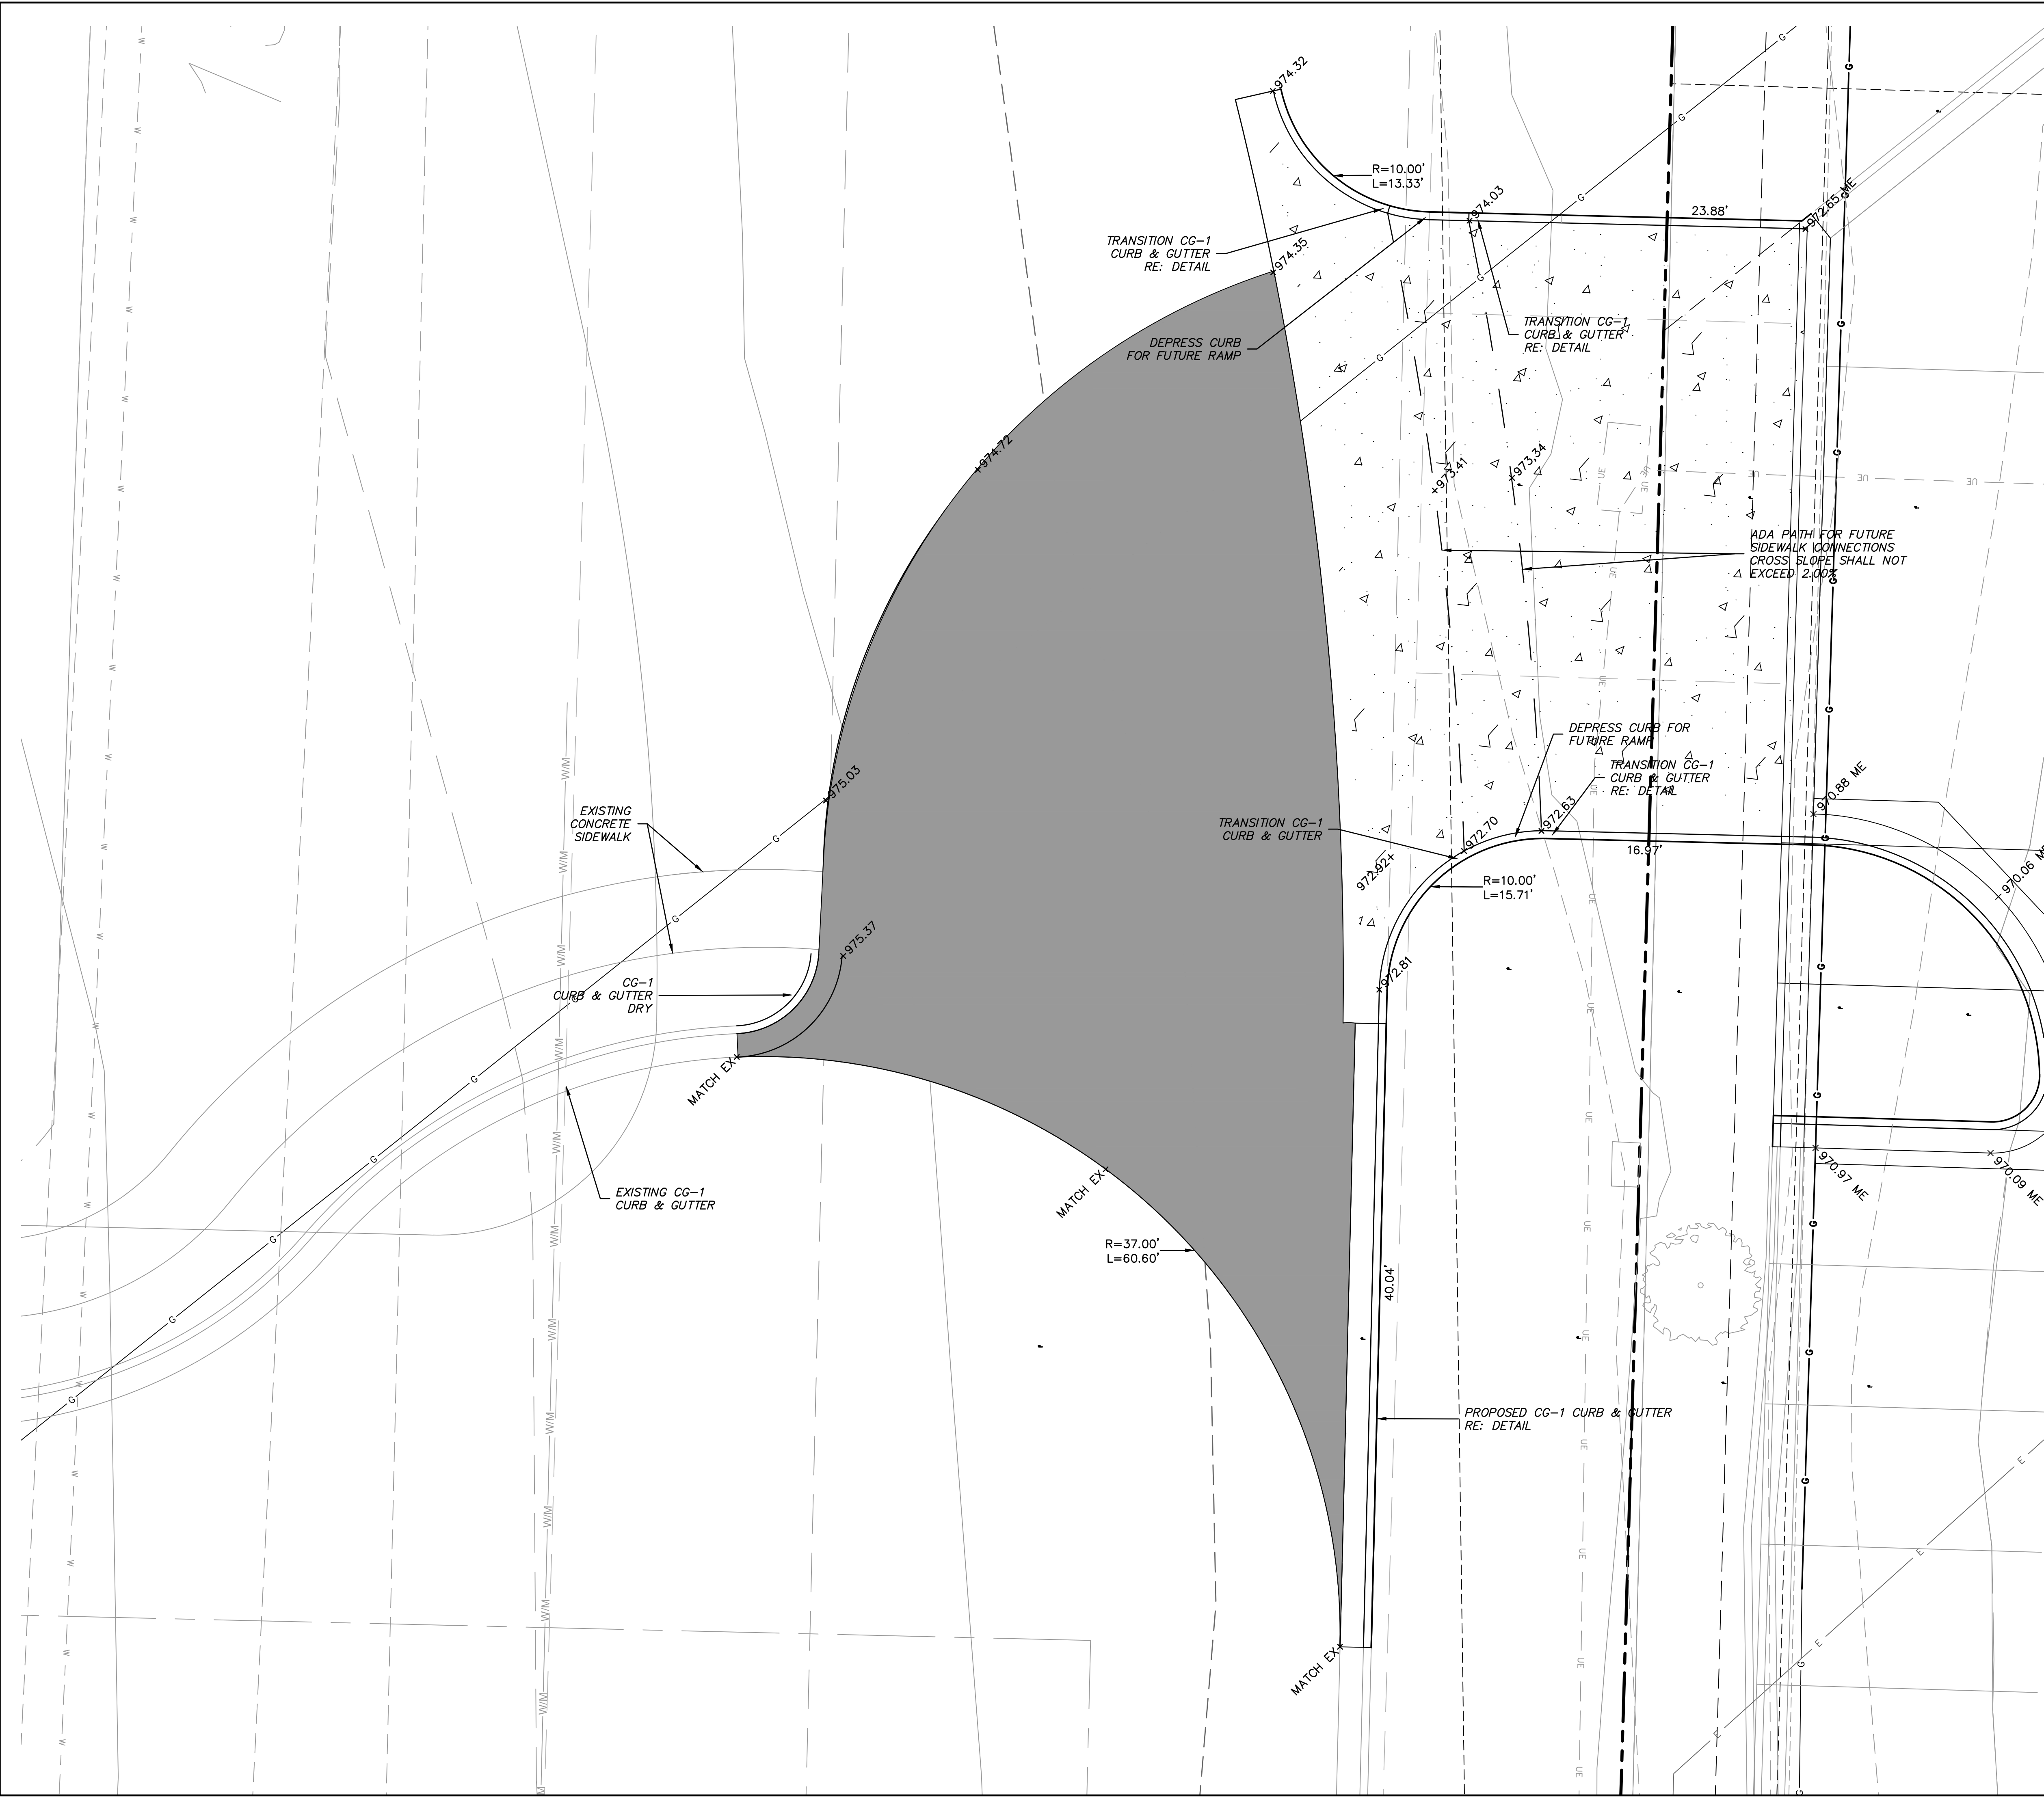 974.32
R=10.00'
L=13.33'
974.03
23.88'
972.65 ME
TRANSITION CG-1
CURB & GUTTER
RE: DETAIL
974.35
TRANSITION CG-1
CURB & GUTTER
RE: DETAIL
DEPRESS CURB
FOR FUTURE RAMP
974.72
973.41
973.34
ADA PATH FOR FUTURE
SIDEWALK CONNECTIONS
CROSS SLOPE SHALL NOT
EXCEED 2.00%
DEPRESS CURB FOR
FUTURE RAMP
TRANSITION CG-1
CURB & GUTTER
RE: DETAIL
975.03
970.88 ME
EXISTING
CONCRETE
SIDEWALK
TRANSITION CG-1
CURB & GUTTER
972.70
972.63
16.97'
972.92
R=10.00'
L=15.71'
970.06 ME
975.37
972.81
CG-1
CURB & GUTTER
DRY
MATCH EX
EXISTING CG-1
CURB & GUTTER
MATCH EX
970.97 ME
970.09 ME
R=37.00'
L=60.60'
40.04'
PROPOSED CG-1 CURB & GUTTER
RE: DETAIL
MATCH EX